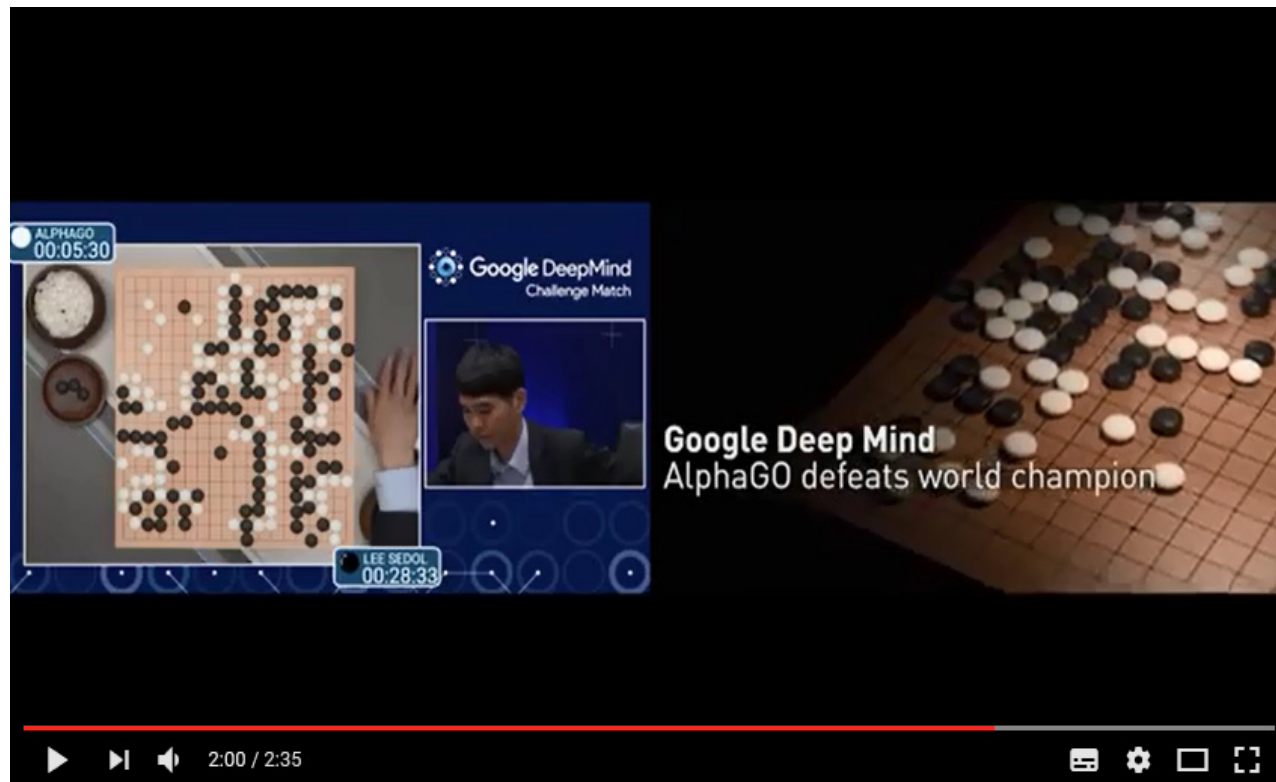 ALPHAGO
00:05:30
Google DeepMind
Challenge Match
LEE SEDOL
00:28:33
Google Deep Mind
AlphaGO defeats world champion
2:00 / 2:35